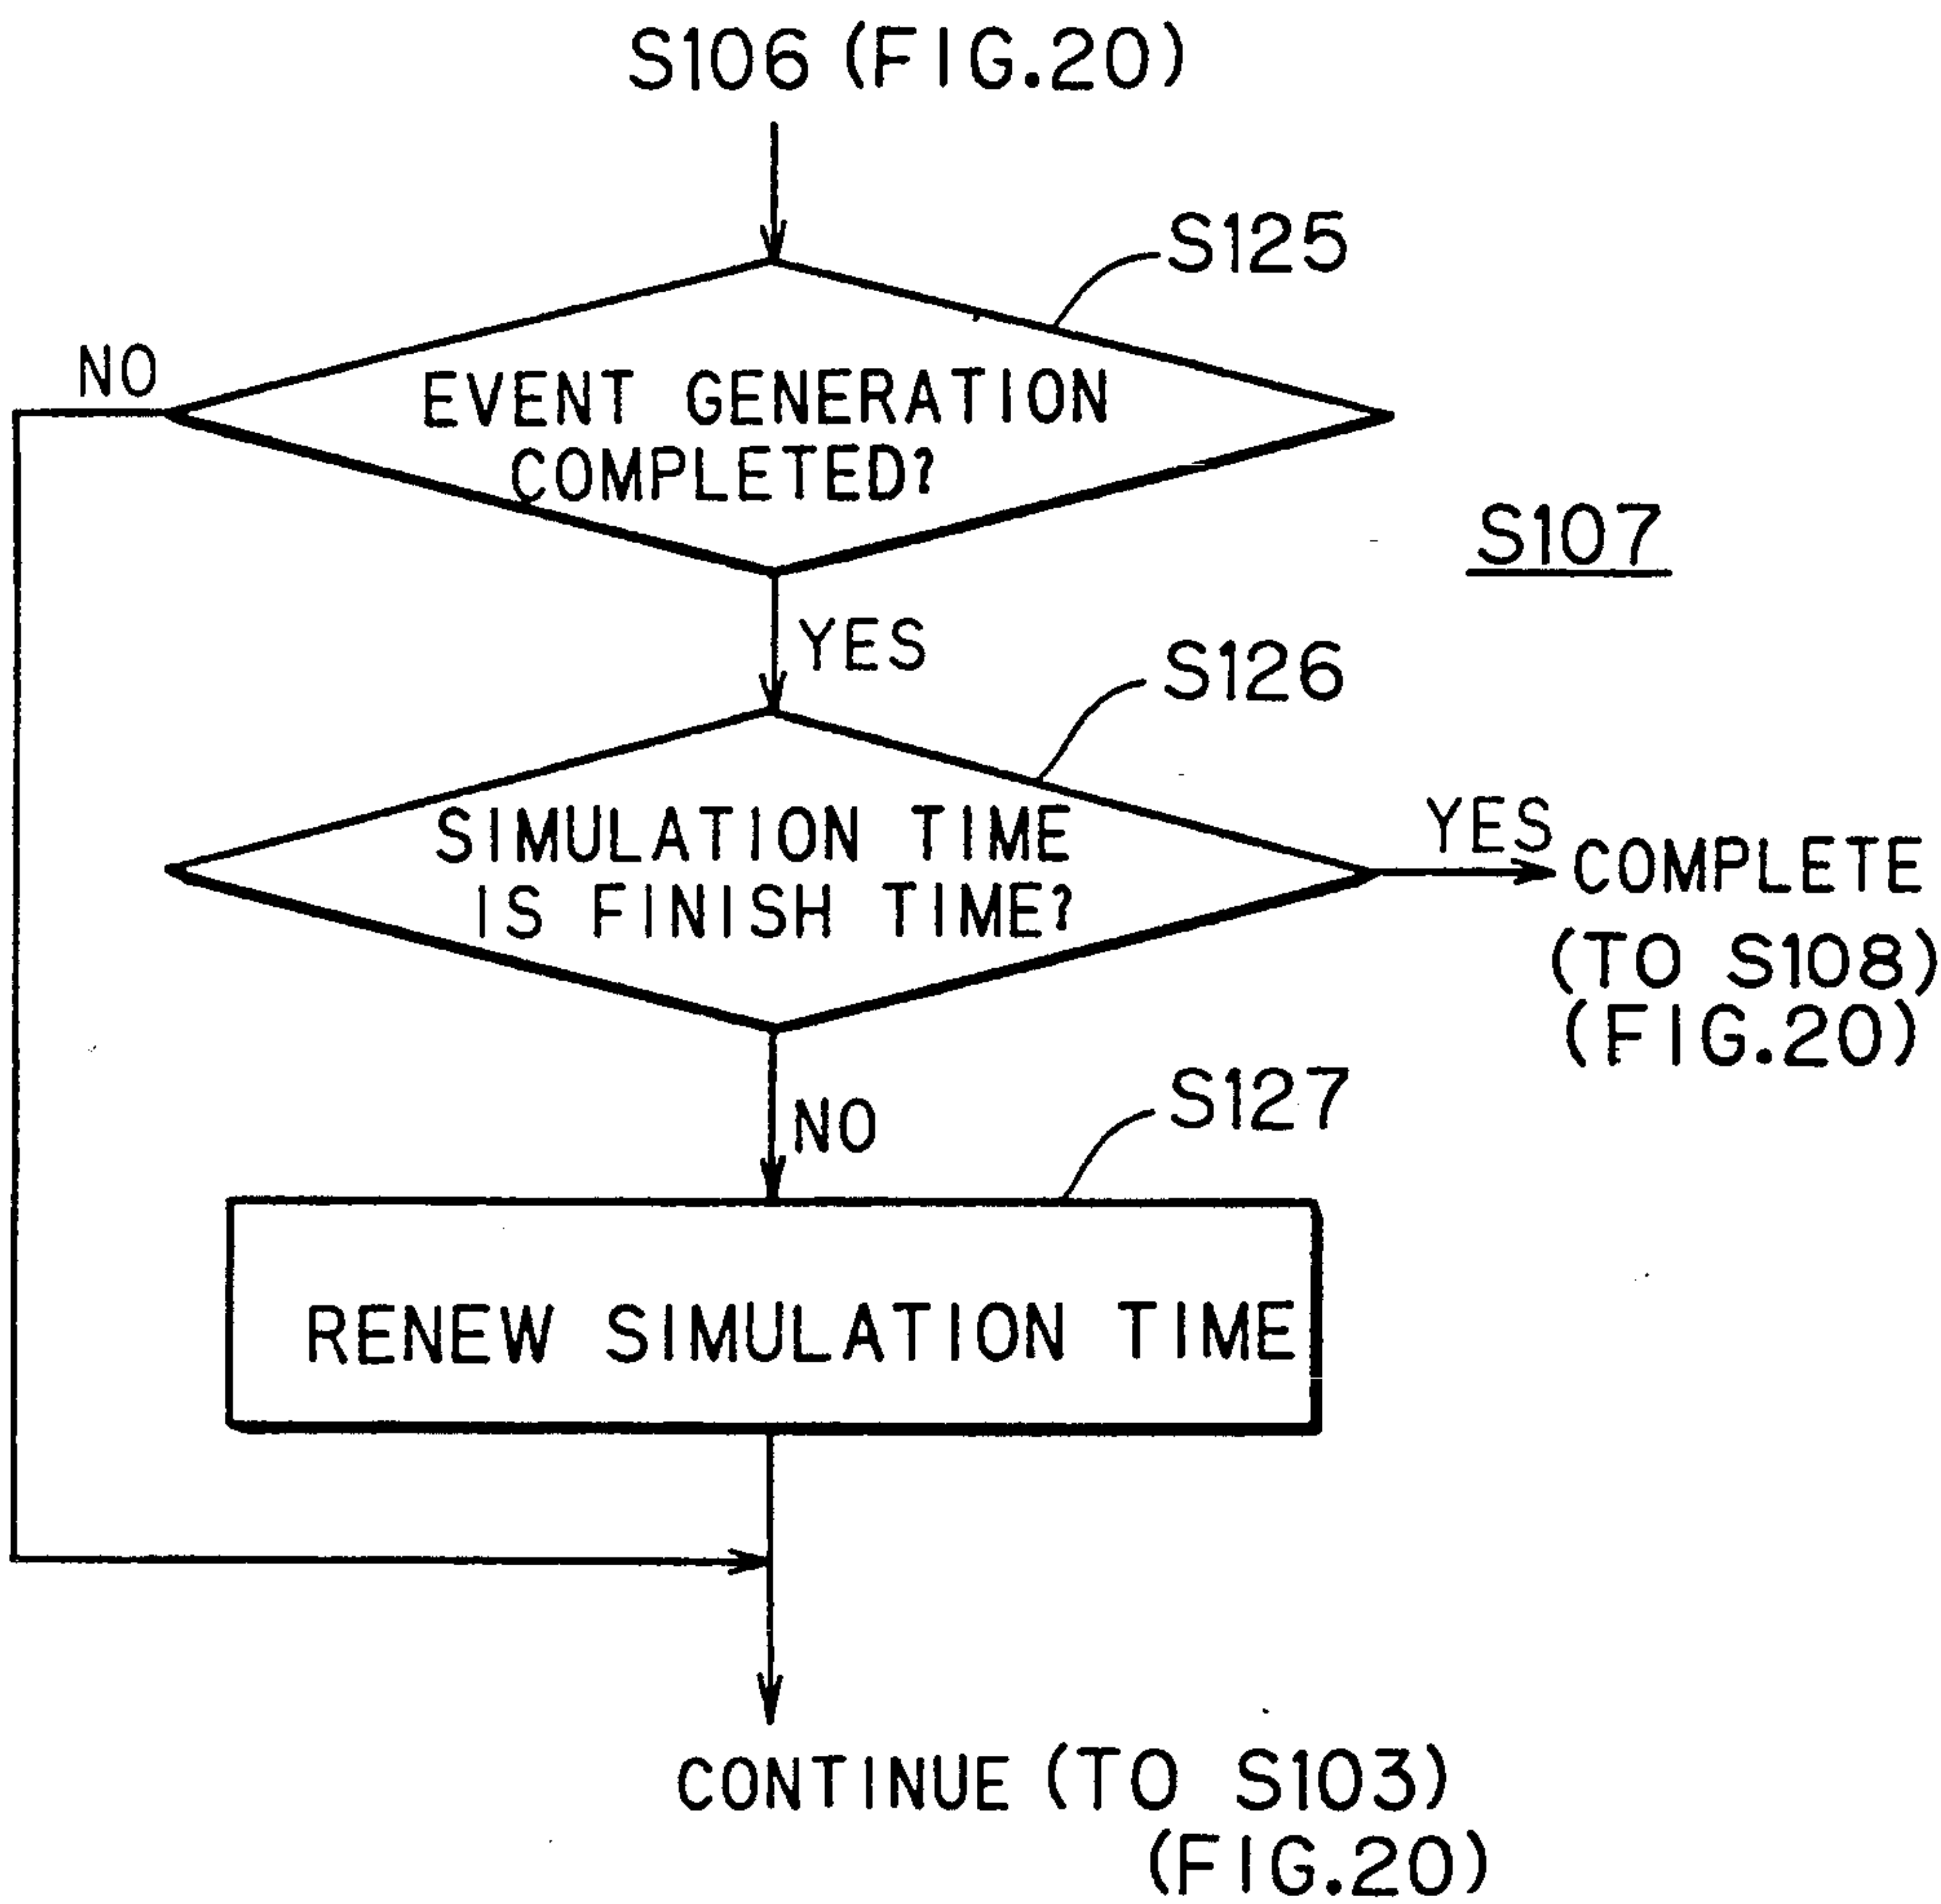 S106 (FIG.20)
S125
NO
EVENT GENERATION
COMPLETED?
S107
YES
S126
SIMULATION TIME
IS FINISH TIME?
YES
COMPLETE
(TO S108)
(FIG.20)
NO
S127
RENEW SIMULATION TIME
CONTINUE (TO S103)
(FIG.20)